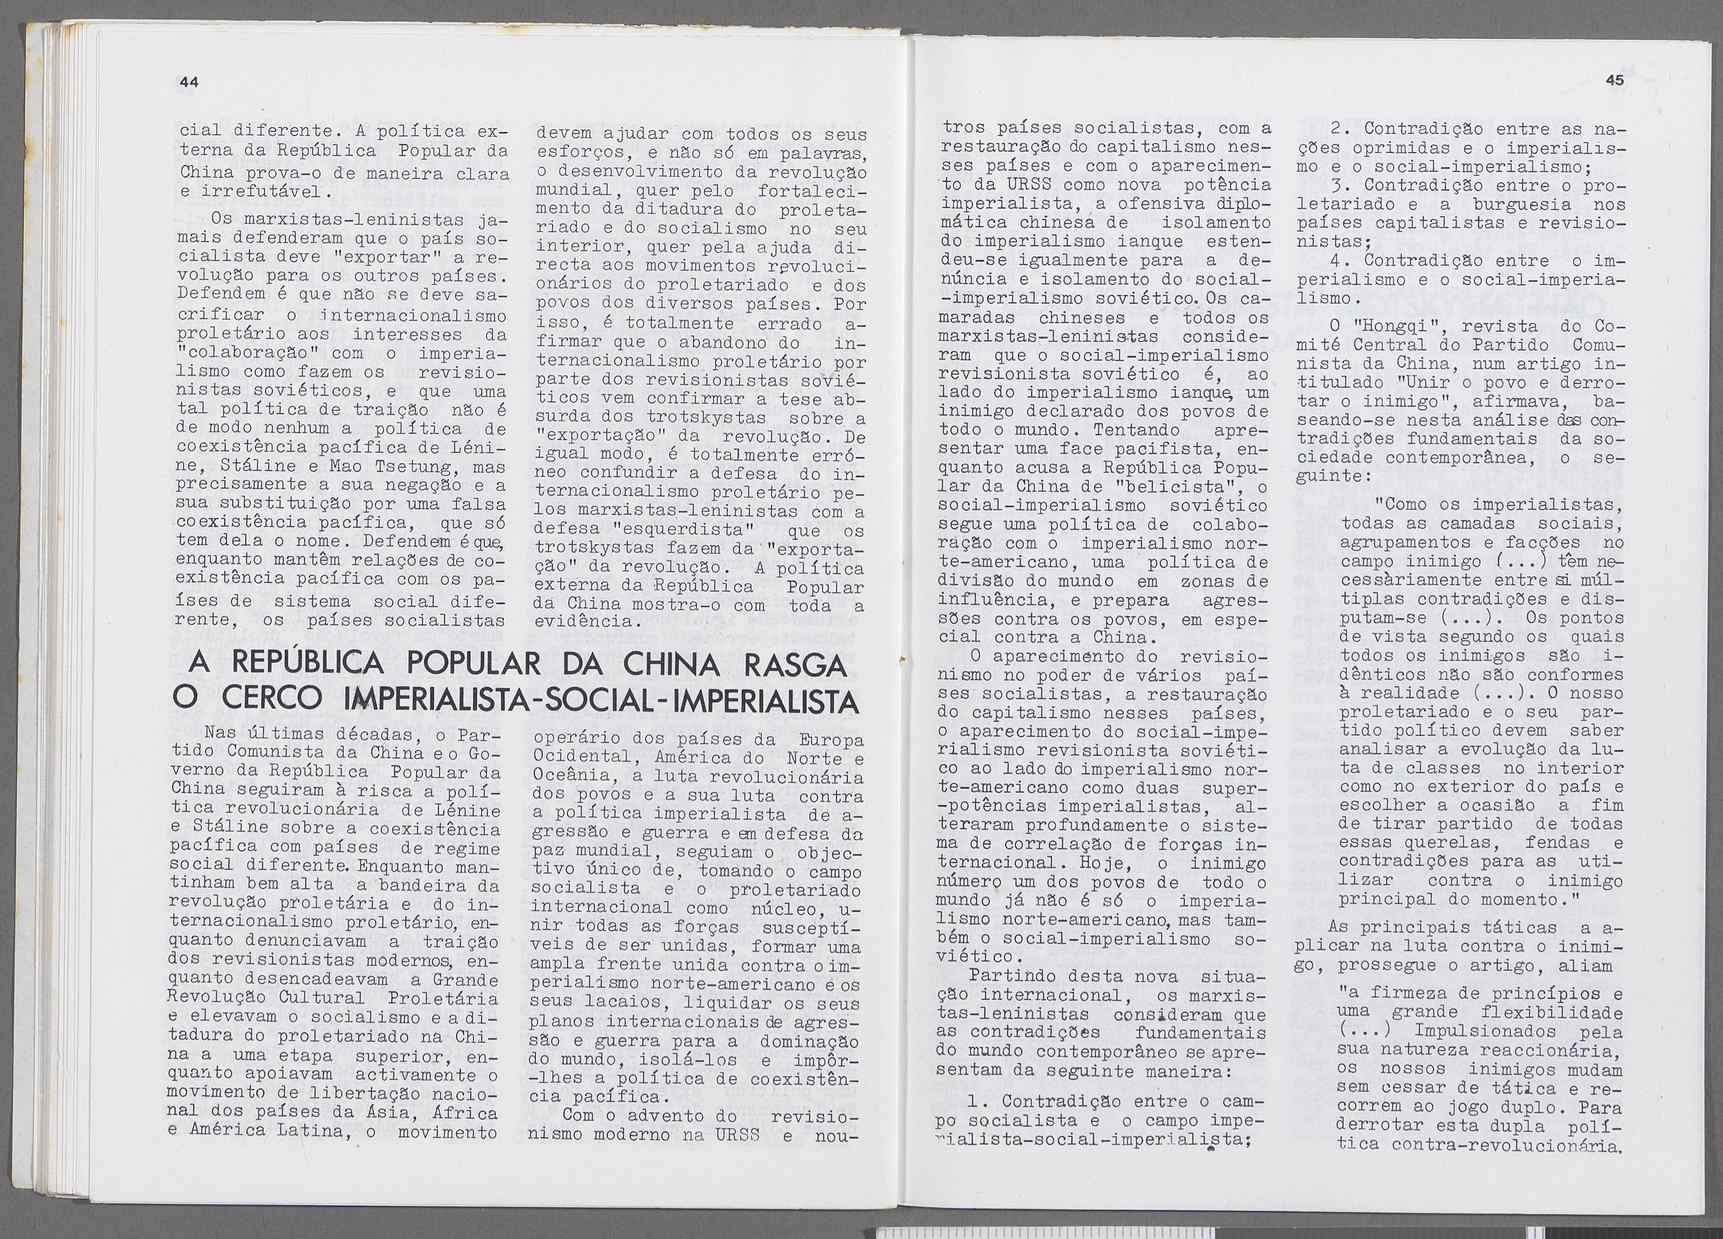 44
cial diferente. A política ex-
terna da República Popular da
China prova-o de maneira clara
e irrefutável.
Os marxistas-leninistas ja-
mais defenderam que o país so-
cialista deve "exportar" a re-
volução para os outros países.
Defendem é que não se deve sa-
crificar o internacionalismo
proletário aos interesses da
"colaboração" com o imperia-
lismo como fazem os revisio-
nistas soviéticos, e que uma
tal política de traição não é
de modo nenhum a política de
coexistência pacífica de Léni-
ne, Stáline e Mao Tsetung, mas
precisamente a sua negação e a
sua substituição por uma falsa
coexistência pacífica, que só
tem dela o nome. Defendem é que,
enquanto mantêm relações de co-
existência pacífica com os pa-
íses de sistema social dife-
rente, os países socialistas
devem ajudar com todos os seus
esforços, e não só em palavras,
o desenvolvimento da revolução
mundial, quer pelo fortaleci-
mento da ditadura do proleta-
riado e do socialismo no seu
interior, quer pela ajuda di-
recta aos movimentos revoluci-
onários do proletariado e dos
povos dos diversos países. Por
isso, é totalmente errado a-
firmar que o abandono do in-
ternacionalismo proletário por
parte dos revisionistas sovié-
ticos vem confirmar a tese ab-
surda dos trotskystas sobre a
"exportação" da revolução. De
igual modo, é totalmente erró-
neo confundir a defesa do in-
ternacionalismo proletário pe-
los marxistas-leninistas com a
defesa "esquerdista" que os
trotskystas fazem da "exporta-
ção" da revolução. A política
externa da República Popular
da China mostra-o com toda a
evidência.
A REPÚBLICA POPULAR DA CHINA RASGA
O CERCO IMPERIALISTA-SOCIAL-IMPERIALISTA
Nas últimas décadas, o Par-
tido Comunista da China e o Go-
verno da República Popular da
China seguiram à risca a polí-
tica revolucionária de Lénine
e Stáline sobre a coexistência
pacífica com países de regime
social diferente. Enquanto man-
tinham bem alta a bandeira da
revolução proletária e do in-
ternacionalismo proletário, en-
quanto denunciavam a traição
dos revisionistas modernos, en-
quanto desencadeavam a Grande
Revolução Cultural Proletária
e elevavam o socialismo e a di-
tadura do proletariado na Chi-
na a uma etapa superior, en-
quanto apoiavam activamente o
movimento de libertação nacio-
nal dos países da Ásia, África
e América Latina, o movimento
operário dos países da Europa
Ocidental, América do Norte e
Oceânia, a luta revolucionária
dos povos e a sua luta contra
a política imperialista de a-
gressão e guerra e em defesa da
paz mundial, seguiam o objec-
tivo único de, tomando o campo
socialista e o proletariado
internacional como núcleo, u-
nir todas as forças susceptí-
veis de ser unidas, formar uma
ampla frente unida contra o im-
perialismo norte-americano e os
seus lacaios, liquidar os seus
planos internacionais de agres-
são e guerra para a dominação
do mundo, isolá-los e impôr-
-lhes a política de coexistên-
cia pacífica.
Com o advento do revisio-
nismo moderno na URSS e nou-
45
tros países socialistas, com a
restauração do capitalismo nes-
ses países e com o aparecimen-
to da URSS como nova potência
imperialista, a ofensiva diplo-
mática chinesa de isolamento
do imperialismo ianque esten-
deu-se igualmente para a de-
núncia e isolamento do social-
-imperialismo soviético. Os ca-
maradas chineses e todos os
marxistas-leninistas conside-
ram que o social-imperialismo
revisionista soviético é, ao
lado do imperialismo ianque, um
inimigo declarado dos povos de
todo o mundo. Tentando apre-
sentar uma face pacifista, en-
quanto acusa a República Popu-
lar da China de "belicista", o
social-imperialismo soviético
segue uma política de colabo-
ração com o imperialismo nor-
te-americano, uma política de
divisão do mundo em zonas de
influência, e prepara agres-
sões contra os povos, em espe-
cial contra a China.
O aparecimento do revisio-
nismo no poder de vários paí-
ses socialistas, a restauração
do capitalismo nesses países,
o aparecimento do social-impe-
rialismo revisionista soviéti-
co ao lado do imperialismo nor-
te-americano como duas super-
-potências imperialistas, al-
teraram profundamente o siste-
ma de correlação de forças in-
ternacional. Hoje, o inimigo
número um dos povos de todo o
mundo já não é só o imperia-
lismo norte-americano, mas tam-
bém o social-imperialismo so-
viético.
Partindo desta nova situa-
ção internacional, os marxis-
tas-leninistas consideram que
as contradições fundamentais
do mundo contemporâneo se apre-
sentam da seguinte maneira:
1. Contradição entre o cam-
po socialista e o campo impe-
rialista-social-imperialista;
2. Contradição entre as na-
ções oprimidas e o imperialis-
mo e o social-imperialismo;
3. Contradição entre o pro-
letariado e a burguesia nos
países capitalistas e revisio-
nistas;
4. Contradição entre o im-
perialismo e o social-imperia-
lismo.
O "Hongqi", revista do Co-
mité Central do Partido Comu-
nista da China, num artigo in-
titulado "Unir o povo e derro-
tar o inimigo", afirmava, ba-
seando-se nesta análise das con-
tradições fundamentais da so-
ciedade contemporânea, o se-
guinte:
"Como os imperialistas,
todas as camadas sociais,
agrupamentos e facções no
campo inimigo (...) têm ne-
cessàriamente entre si múl-
tiplas contradições e dis-
putam-se (...). Os pontos
de vista segundo os quais
todos os inimigos são i-
dênticos não são conformes
à realidade (...). O nosso
proletariado e o seu par-
tido político devem saber
analisar a evolução da lu-
ta de classes no interior
como no exterior do país e
escolher a ocasião a fim
de tirar partido de todas
essas querelas, fendas e
contradições para as uti-
lizar contra o inimigo
principal do momento."
As principais táticas a a-
plicar na luta contra o inimi-
go, prossegue o artigo, aliam
"a firmeza de princípios e
uma grande flexibilidade
(...) Impulsionados pela
sua natureza reaccionária,
os nossos inimigos mudam
sem cessar de tática e re-
correm ao jogo duplo. Para
derrotar esta dupla polí-
tica contra-revolucionária.